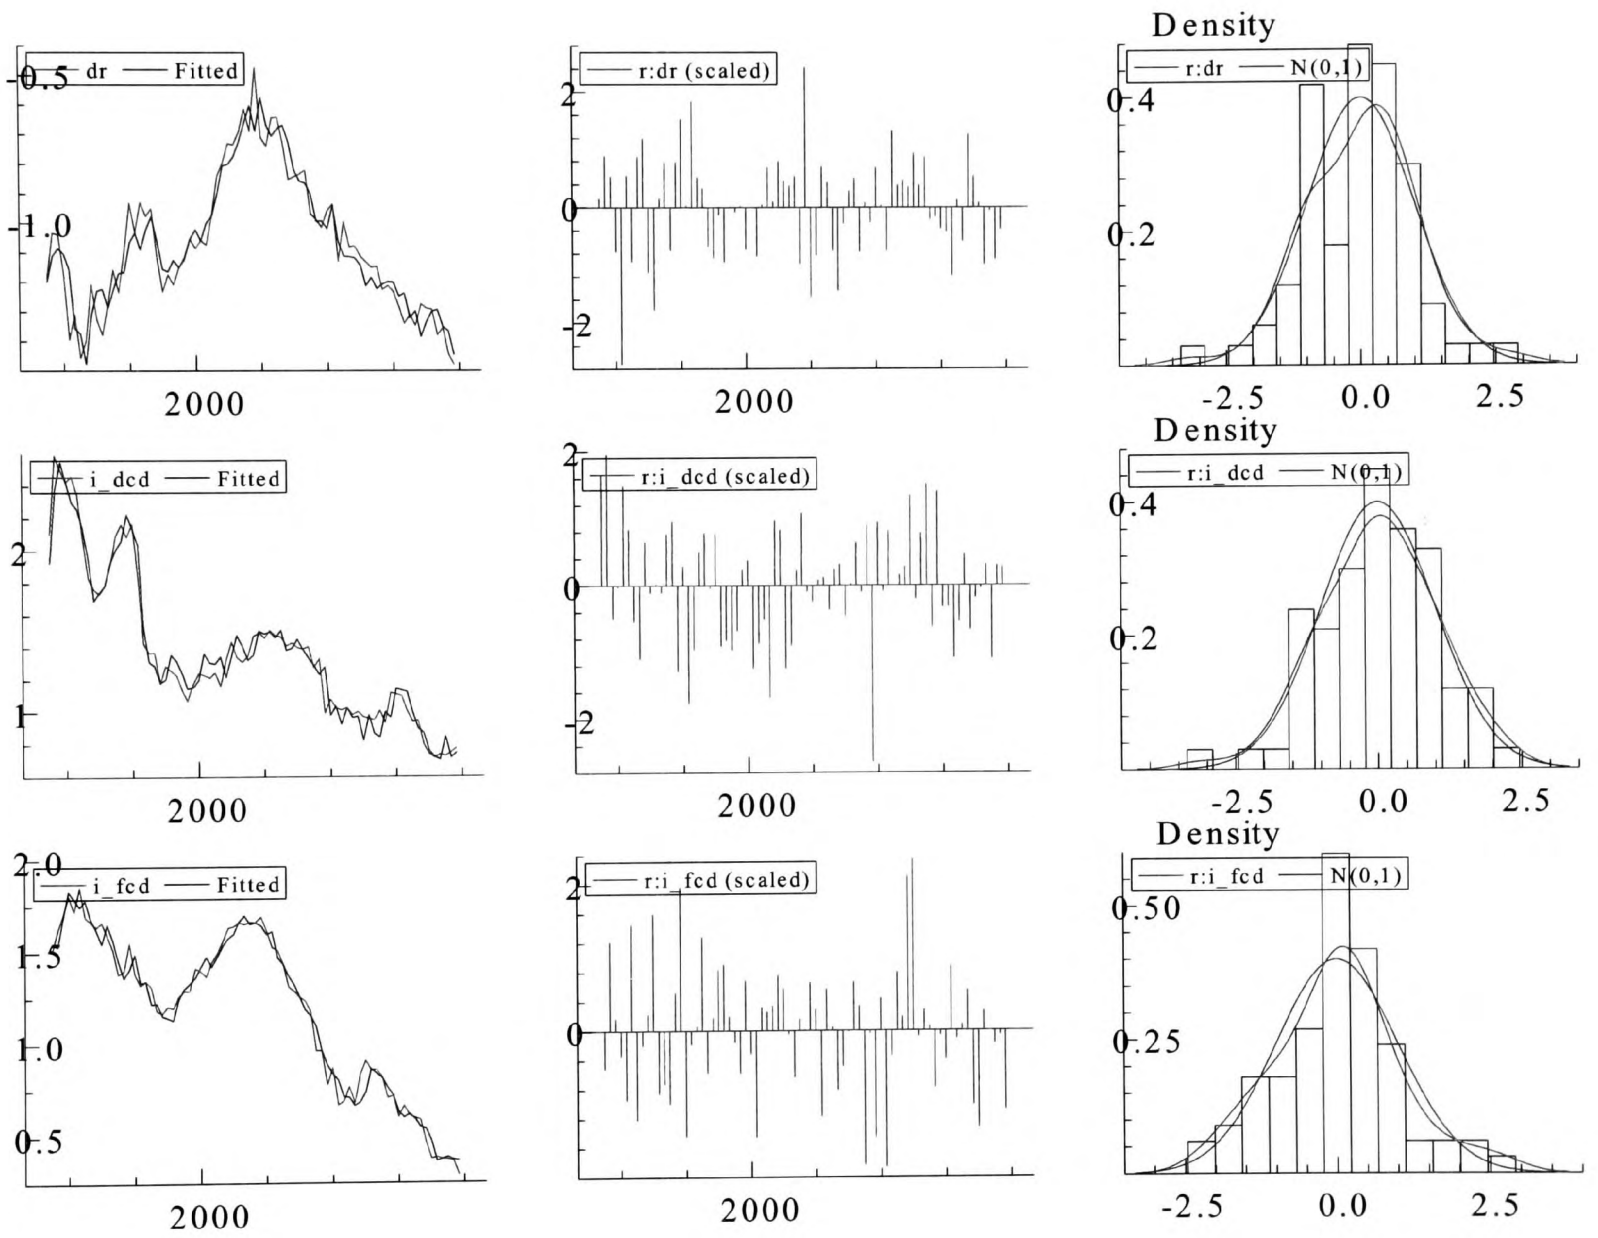 Density
dr Fitted
-0.5
-1.0
2000
r:dr (scaled)
2
0
-2
2000
r:dr N(0,1)
0.4
0.2
-2.5 0.0 2.5
Density
i_dcd Fitted
2
1
2000
r:i_dcd (scaled)
2
0
-2
2000
r:i_dcd N(0,1)
0.4
0.2
-2.5 0.0 2.5
Density
i_fcd Fitted
2.0
1.5
1.0
0.5
2000
r:i_fcd (scaled)
2
0
2000
r:i_fcd N(0,1)
0.50
0.25
-2.5 0.0 2.5